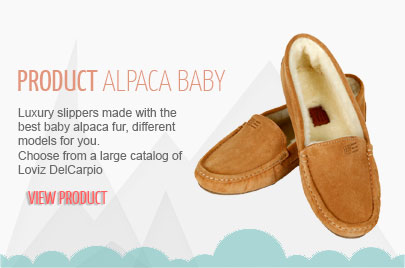 PRODUCT ALPACA BABY
Luxury slippers made with the
best baby alpaca fur, different
models for you.
Choose from a large catalog of
Loviz DelCarpio
VIEW PRODUCT